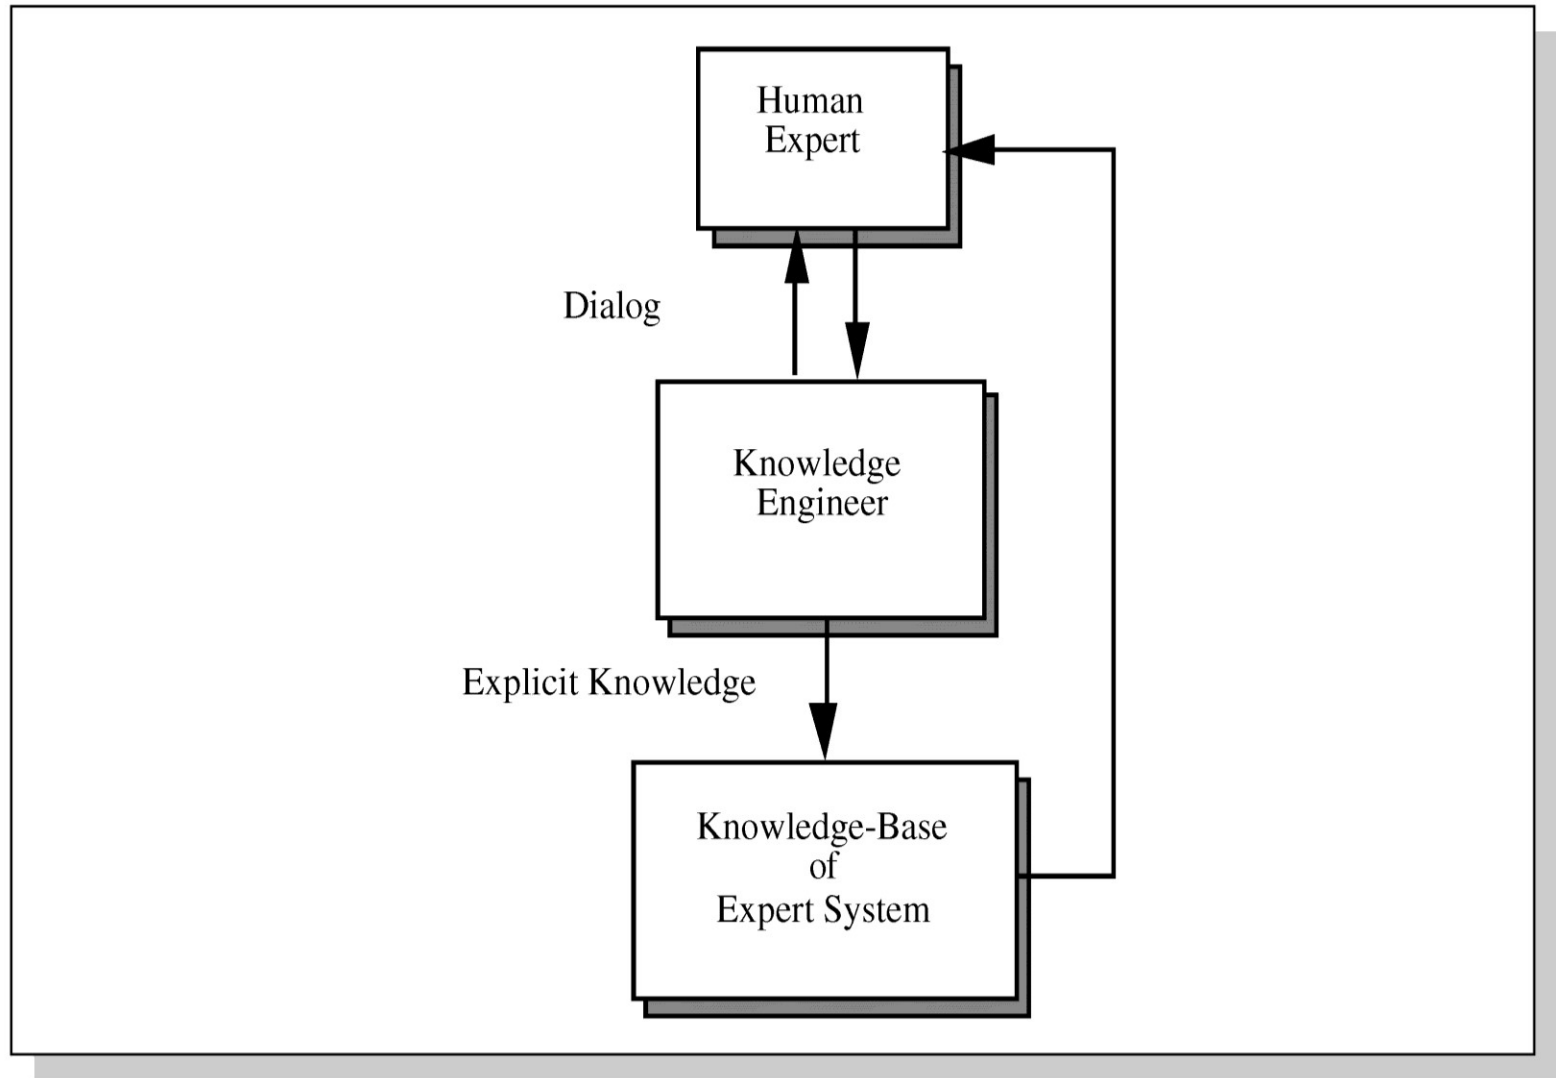 Human
Expert
Dialog
Knowledge
Engineer
Explicit Knowledge
Knowledge-Base
of
Expert System